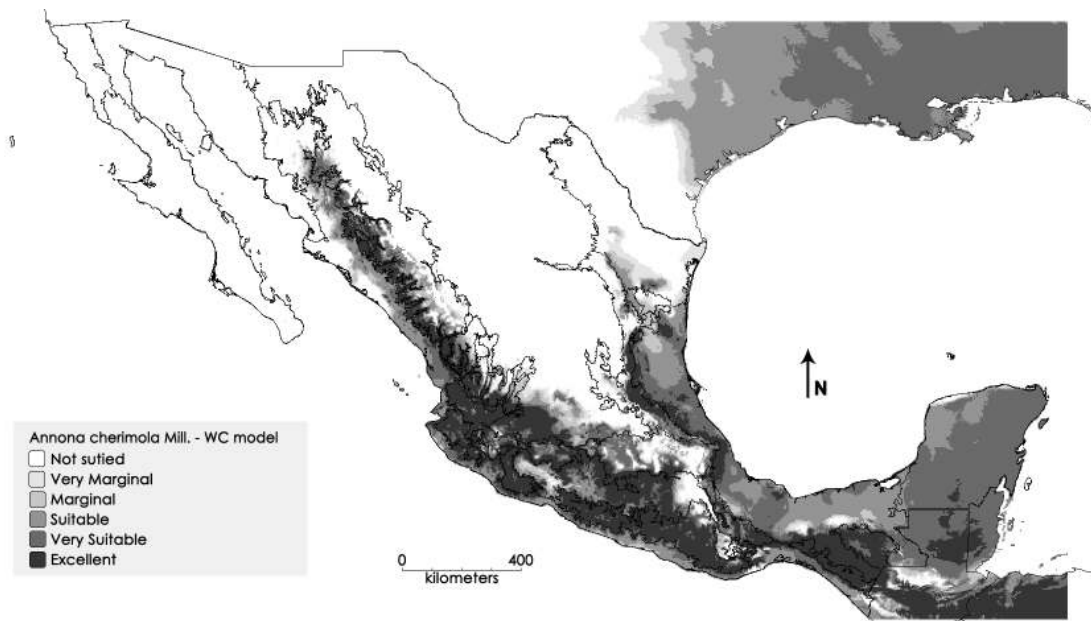 N
Annona cherimola Mill. - WC model
Not sutied
Very Marginal
Marginal
Suitable
Very Suitable
Excellent
0 400
kilometers